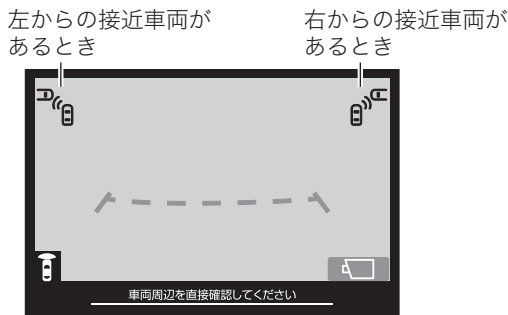 左からの接近車両が
あるとき
右からの接近車両が
あるとき
車両周辺を直接確認してください